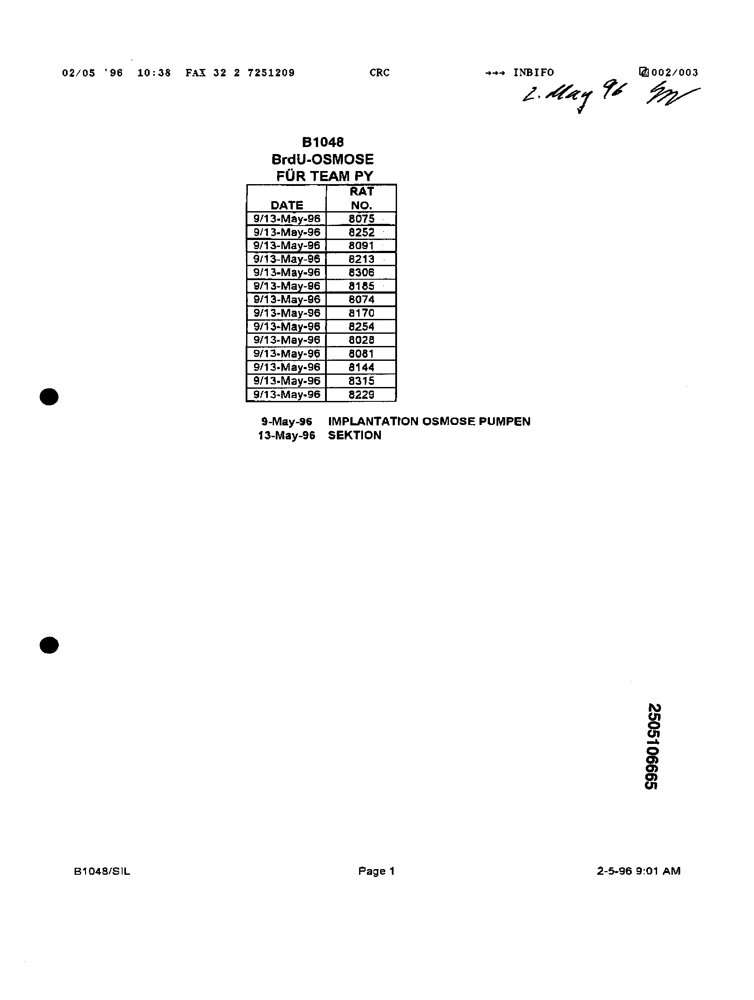 02/05 '96 10:38 FAX 32 2 7251209 CRC →→→ INBIFO 002/003
2. May 96
B1048
BrdU-OSMOSE
FÜR TEAM PY
DATE RAT NO.
9/13-May-96 8075
9/13-May-96 8252
9/13-May-96 8091
9/13-May-96 8213
9/13-May-96 8306
9/13-May-96 8185
9/13-May-96 8074
9/13-May-96 8170
9/13-May-96 8254
9/13-May-96 8028
9/13-May-96 8081
9/13-May-96 8144
9/13-May-96 8315
9/13-May-96 8229
9-May-96 IMPLANTATION OSMOSE PUMPEN
13-May-96 SEKTION
2505106665
B1048/SIL Page 1 2-5-96 9:01 AM